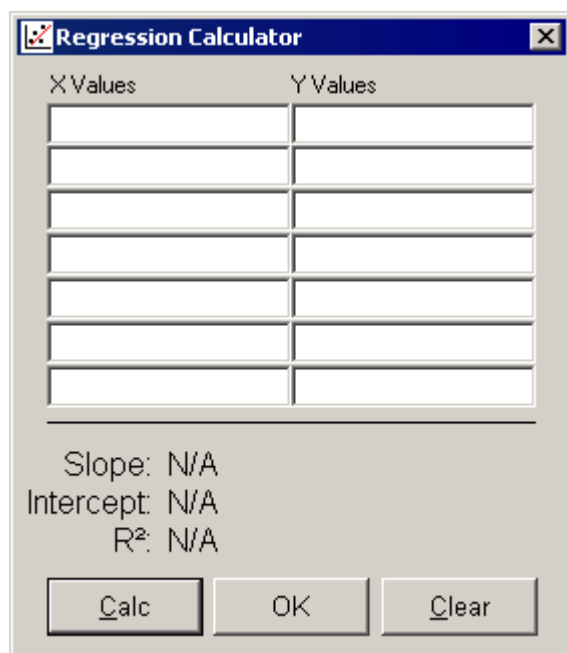 Regression Calculator
X Values Y Values
Slope: N/A
Intercept: N/A
R²: N/A
Calc OK Clear